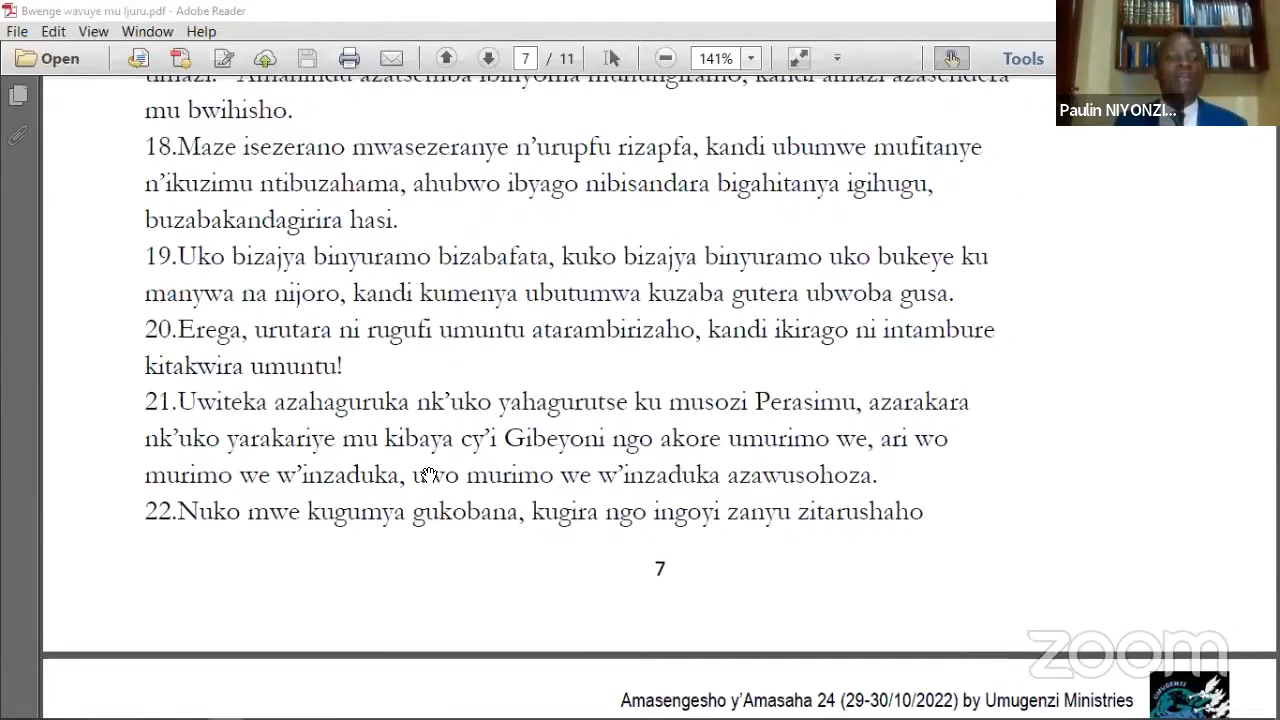 Bwenge wavuye mu Ijuru.pdf - Adobe Reader
File Edit View Window Help
Open 7 / 11 141% Tools
Paulin NIYONZI...
mu bwihisho.
18.Maze isezerano mwasezeranye n’urupfu rizapfa, kandi ubumwe mufitanye
n’ikuzimu ntibuzahama, ahubwo ibyago nibisandara bigahitanya igihugu,
buzabakandagirira hasi.
19.Uko bizajya binyuramo bizabafata, kuko bizajya binyuramo uko bukeye ku
manywa na nijoro, kandi kumenya ubutumwa kuzaba gutera ubwoba gusa.
20.Erega, urutara ni rugufi umuntu atarambirizaho, kandi ikirago ni intambure
kitakwira umuntu!
21.Uwiteka azahaguruka nk’uko yahagurutse ku musozi Perasimu, azarakara
nk’uko yarakariye mu kibaya cy’i Gibeyoni ngo akore umurimo we, ari wo
murimo we w’inzaduka, uwo murimo we w’inzaduka azawusohoza.
22.Nuko mwe kugumya gukobana, kugira ngo ingoyi zanyu zitarushaho
7
zoom
Amasengesho y’Amasaha 24 (29-30/10/2022) by Umugenzi Ministries
UMUGENZI